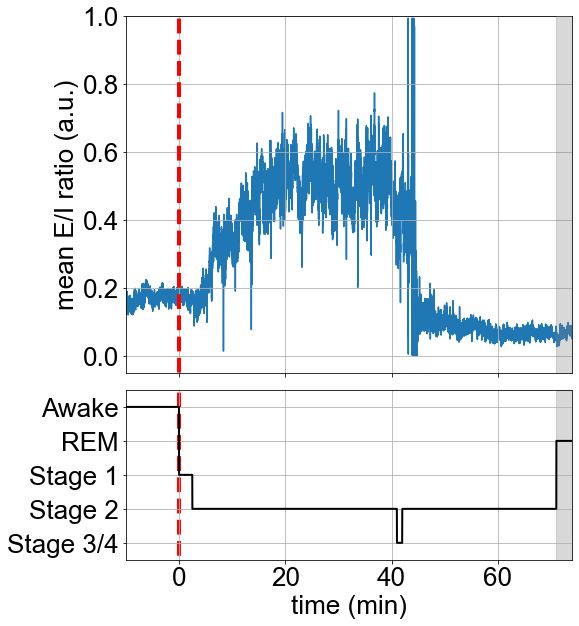 1.0
0.8
0.6
0.4
0.2
0.0
mean E/I ratio (a.u.)
Awake
REM
Stage 1
Stage 2
Stage 3/4
0 20 40 60
time (min)